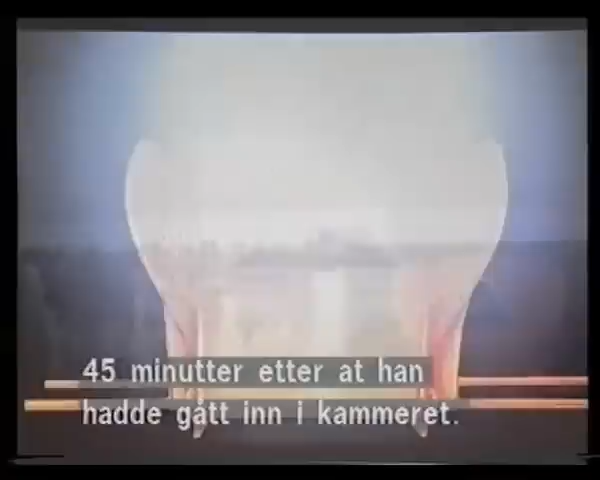 45 minutter etter at han
hadde gått inn i kammeret.